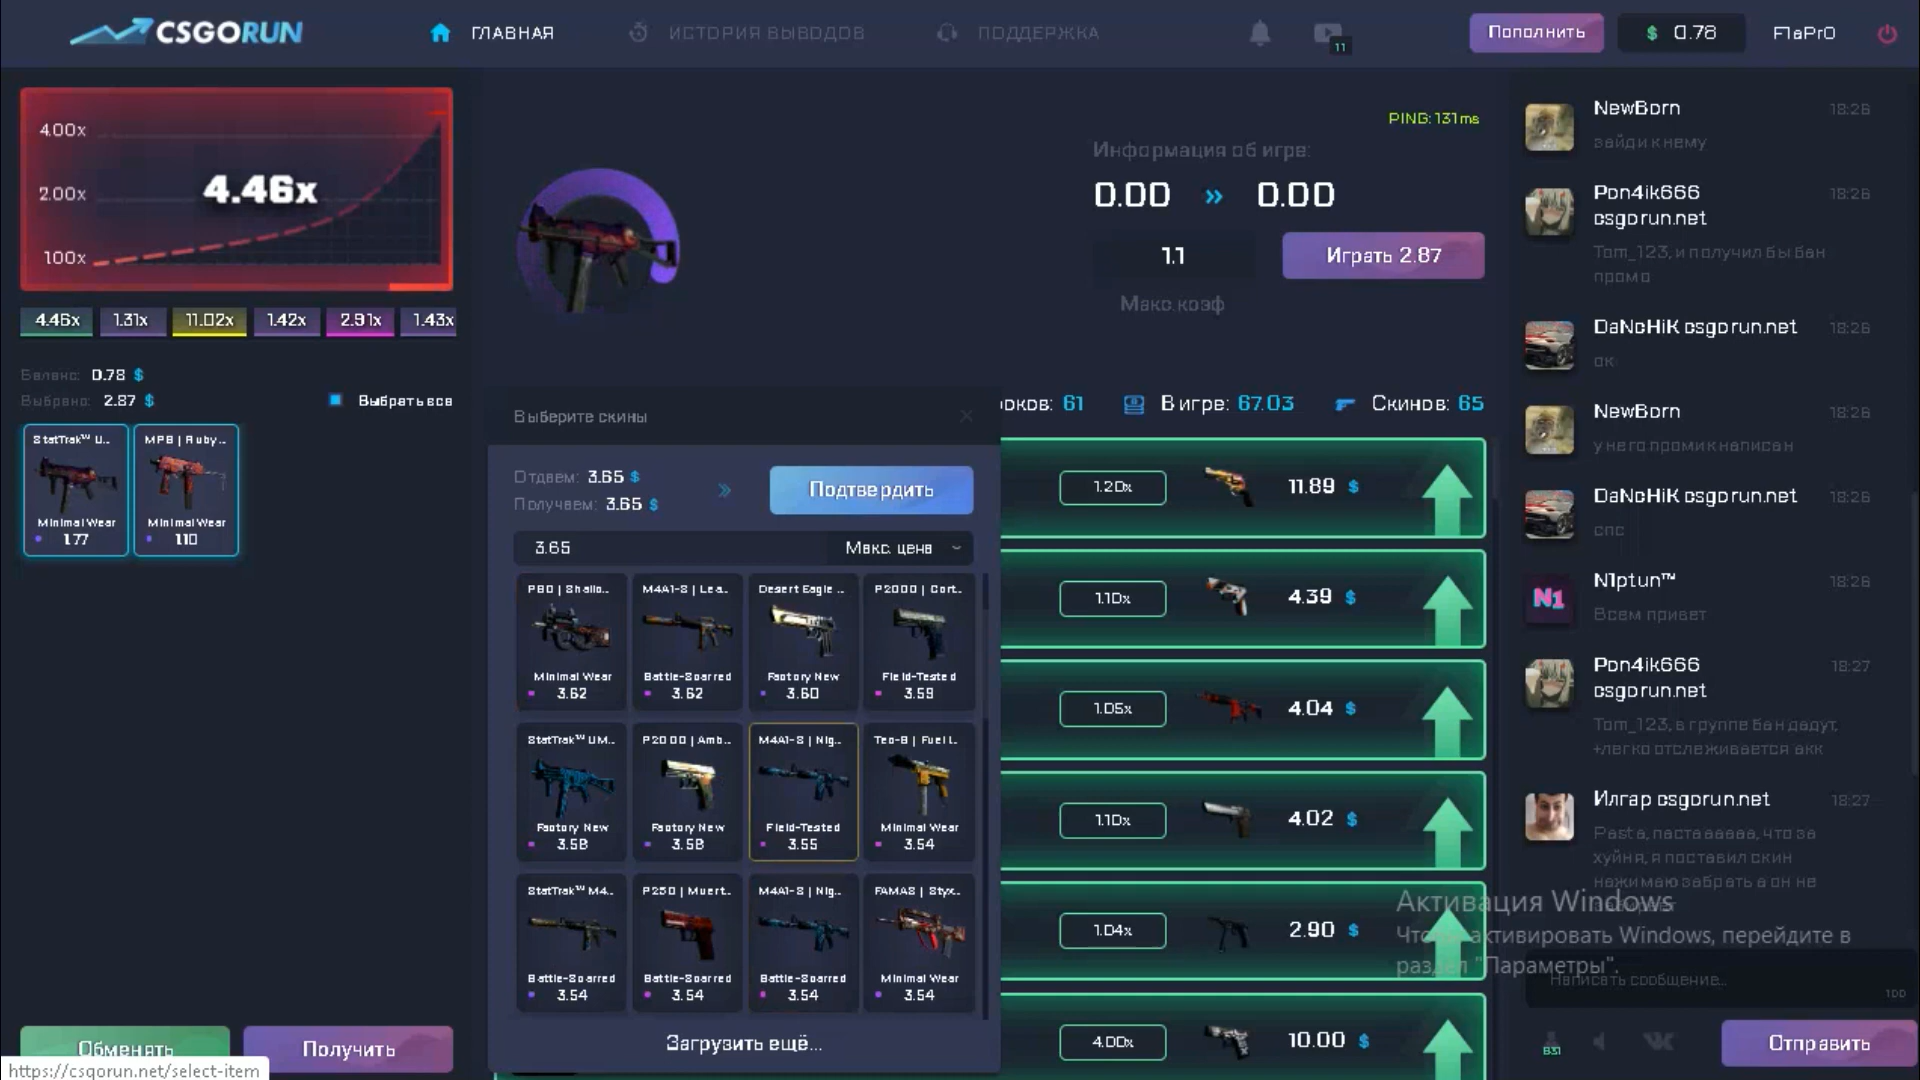 CSGORUN
ГЛАВНАЯ
ИСТОРИЯ ВЫВОДОВ
ПОДДЕРЖКА
11
Пополнить
$ 0.78
FlaPrO
4.00x
2.00x
1.00x
4.46x
4.46x 1.31x 11.02x 1.42x 2.91x 1.43x
Баланс: 0.78 $
Выбрано: 2.87 $
Выбрать все
StatTrak™ U..
Minimal Wear
1.77
MP9 | Ruby...
Minimal Wear
1.10
Обменять
Получить
https://csgorun.net/select-item
PING: 131 ms
Информация об игре:
0.00 » 0.00
1.1
Макс. коэф
Играть 2.87
61
В игре: 67.03
Скинов: 65
Выберите скины
Отдаем: 3.65 $
Получаем: 3.65 $
»
Подтвердить
3.65
Макс. цена
P90 | Shallo..
Minimal Wear
3.62
M4A1-S | Lea..
Battle-Scarred
3.62
Desert Eagle ..
Factory New
3.60
P2000 | Cort..
Field-Tested
3.59
StatTrak™ UM..
Factory New
3.58
P2000 | Amb..
Factory New
3.58
M4A1-S | Nig..
Field-Tested
3.55
Tec-9 | Fuel I..
Minimal Wear
3.54
StatTrak™ M4..
Battle-Scarred
3.54
P250 | Muert..
Battle-Scarred
3.54
M4A1-S | Nig..
Battle-Scarred
3.54
FAMAS | Styx..
Minimal Wear
3.54
Загрузить ещё...
1.20x 11.89 $
1.10x 4.39 $
1.05x 4.04 $
1.10x 4.02 $
1.04x 2.90 $
4.00x 10.00 $
NewBorn 18:26
зайди к нему
Pon4ik666 18:26
csgorun.net
Tom_123, и получил бы бан
промо
DaNcHiK csgorun.net 18:26
ок
NewBorn 18:26
у него промик написан
DaNcHiK csgorun.net 18:26
спс
N1
N1ptun™ 18:26
Всем привет
Pon4ik666 18:27
csgorun.net
Tom_123, в группе бан дадут,
+легко отслеживается акк
Илгар csgorun.net 18:27
Pasta, пастаааааа, что за
хуйня, я поставил скин
нажимаю забрать а он не
Активация Windows
Чтобы активировать Windows, перейдите в
раздел "Параметры".
Написать сообщение...
100
831
Отправить